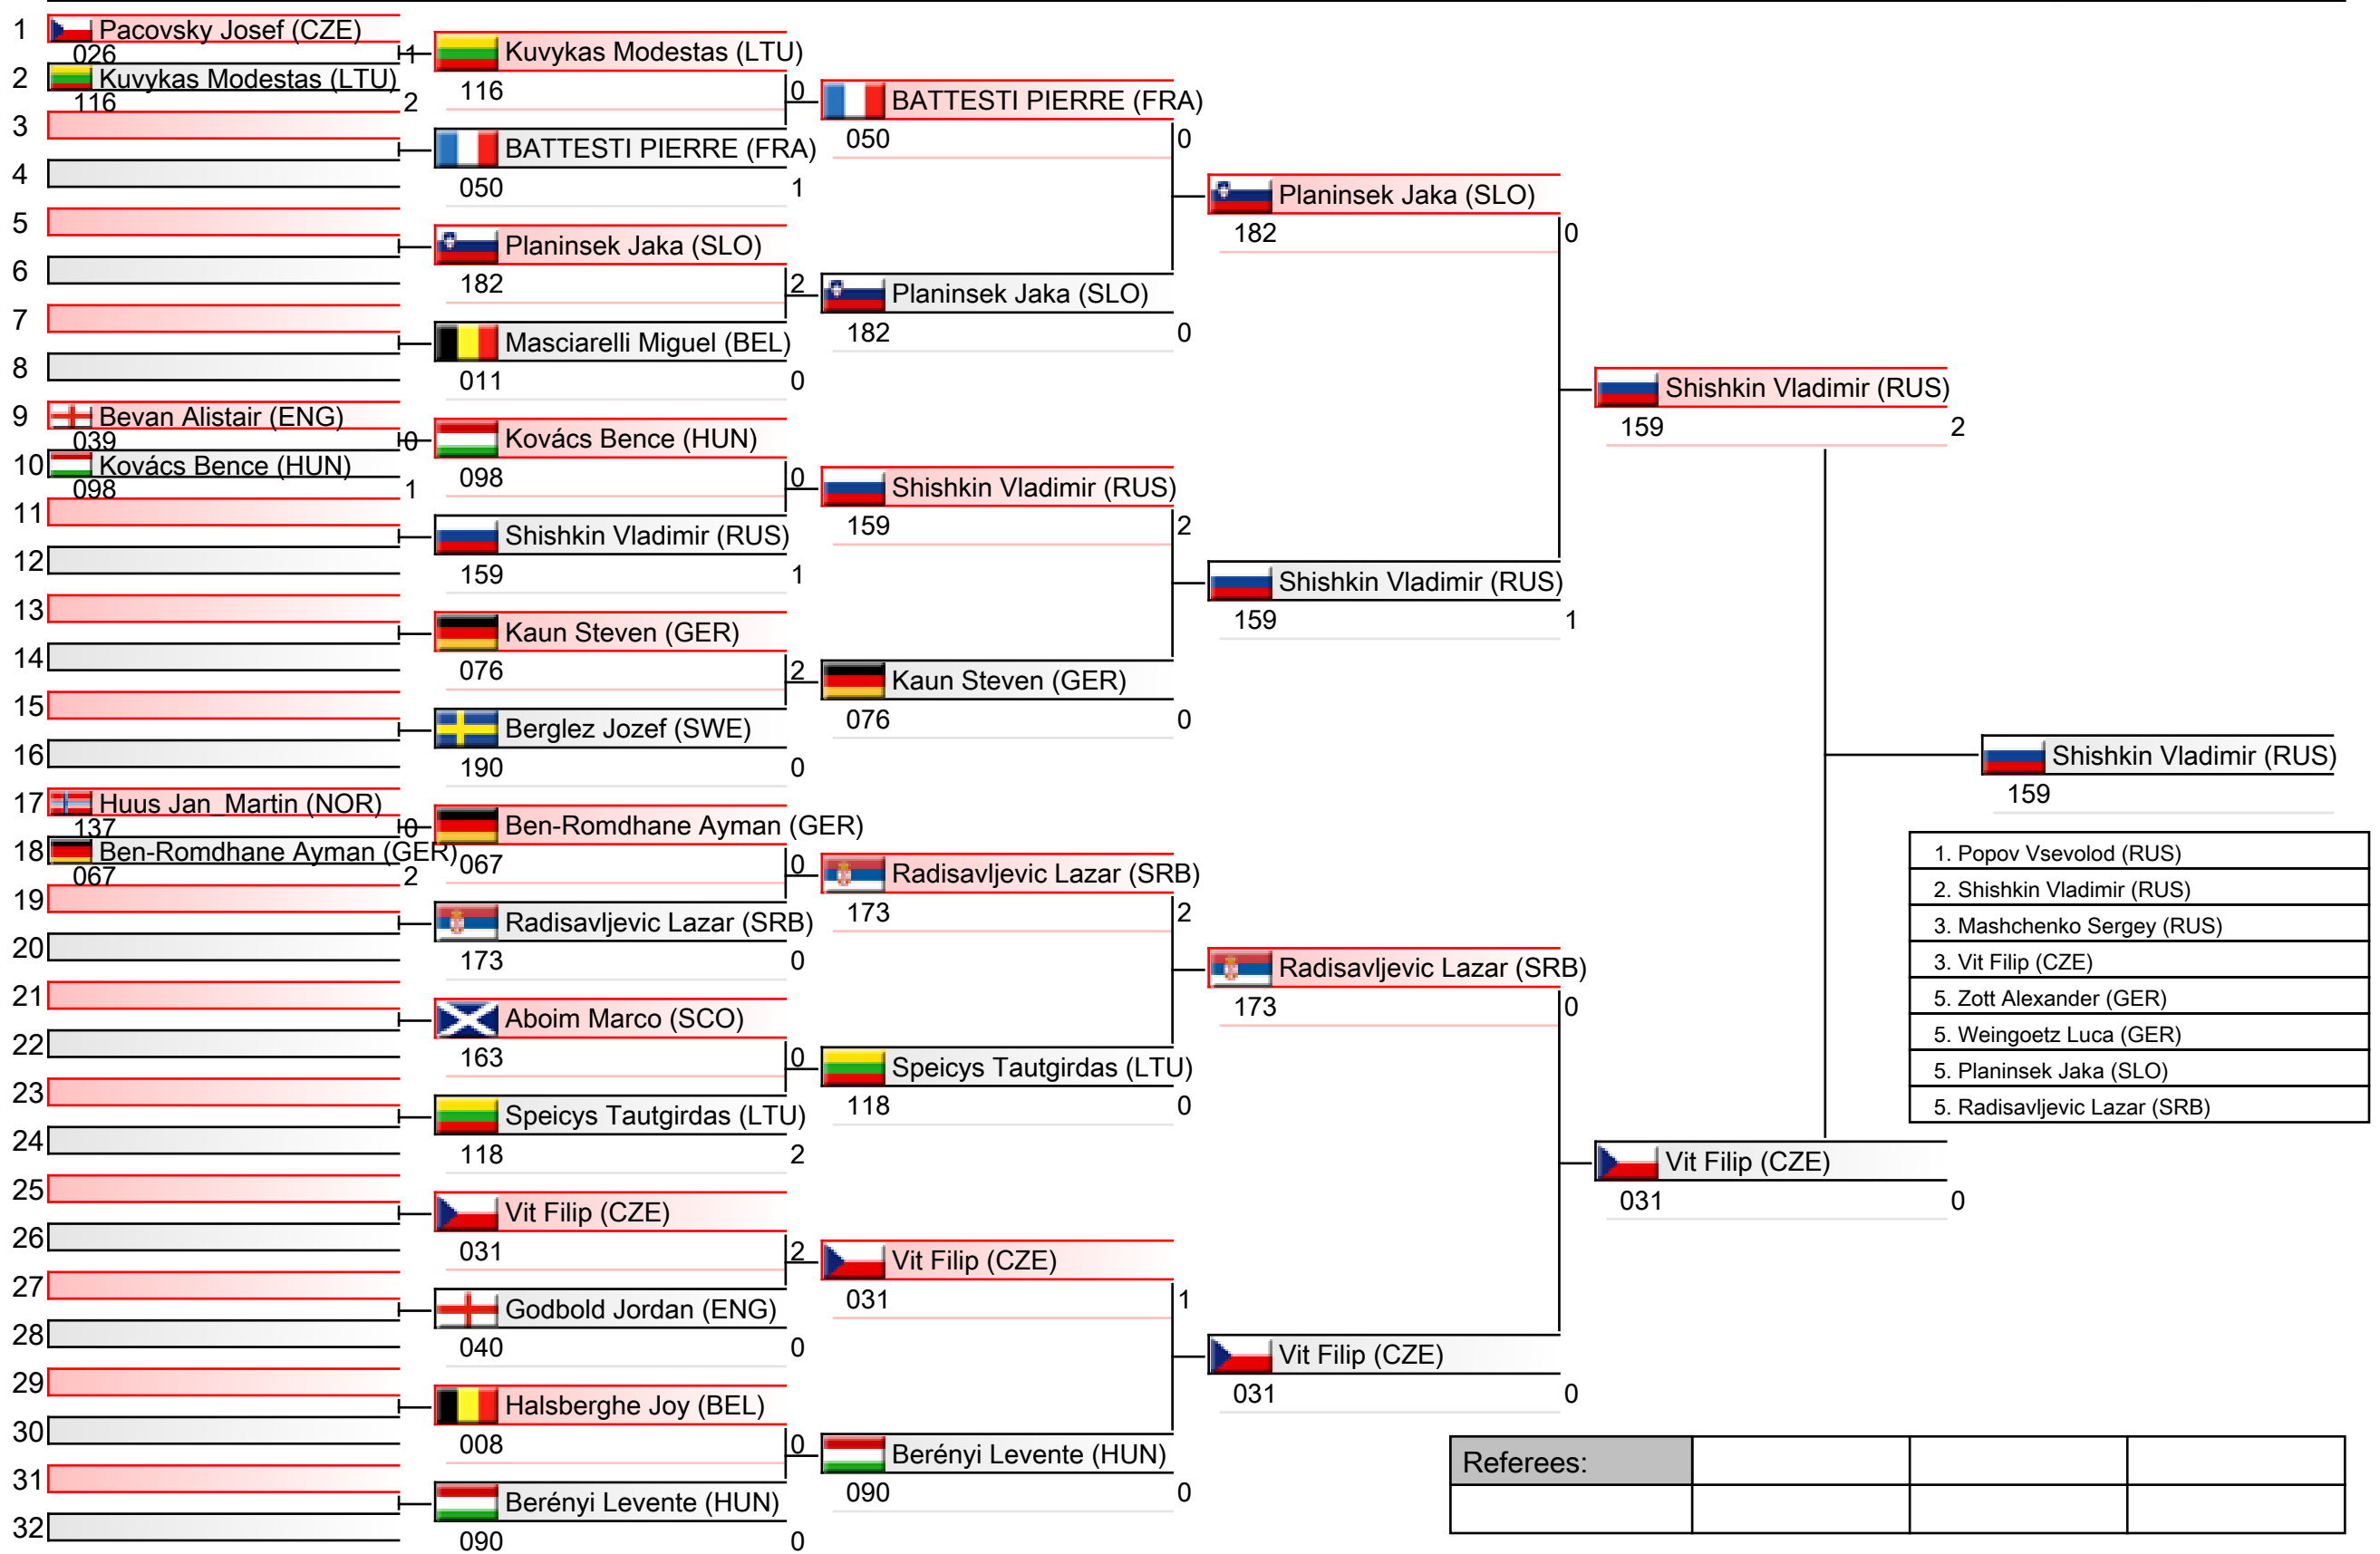 1 Pacovsky Josef (CZE)
026 1
2 Kuvykas Modestas (LTU)
116 2
3
4
5
6
7
8
9 Bevan Alistair (ENG)
039 0
10 Kovács Bence (HUN)
098 1
11
12
13
14
15
16
17 Huus Jan_Martin (NOR)
137 0
18 Ben-Romdhane Ayman (GER)
067 2
19
20
21
22
23
24
25
26
27
28
29
30
31
32
Kuvykas Modestas (LTU)
116 0
BATTESTI PIERRE (FRA)
050 1
Planinsek Jaka (SLO)
182 2
Masciarelli Miguel (BEL)
011 0
Kovács Bence (HUN)
098 0
Shishkin Vladimir (RUS)
159 1
Kaun Steven (GER)
076 2
Berglez Jozef (SWE)
190 0
Ben-Romdhane Ayman (GER)
067 0
Radisavljevic Lazar (SRB)
173 0
Aboim Marco (SCO)
163 0
Speicys Tautgirdas (LTU)
118 2
Vit Filip (CZE)
031 2
Godbold Jordan (ENG)
040 0
Halsberghe Joy (BEL)
008 0
Berényi Levente (HUN)
090 0
BATTESTI PIERRE (FRA)
050 0
Planinsek Jaka (SLO)
182 0
Shishkin Vladimir (RUS)
159 2
Kaun Steven (GER)
076 0
Radisavljevic Lazar (SRB)
173 2
Speicys Tautgirdas (LTU)
118 0
Vit Filip (CZE)
031 1
Berényi Levente (HUN)
090 0
Planinsek Jaka (SLO)
182 0
Shishkin Vladimir (RUS)
159 1
Radisavljevic Lazar (SRB)
173 0
Vit Filip (CZE)
031 0
Shishkin Vladimir (RUS)
159 2
Vit Filip (CZE)
031 0
Shishkin Vladimir (RUS)
159
1. Popov Vsevolod (RUS)
2. Shishkin Vladimir (RUS)
3. Mashchenko Sergey (RUS)
3. Vit Filip (CZE)
5. Zott Alexander (GER)
5. Weingoetz Luca (GER)
5. Planinsek Jaka (SLO)
5. Radisavljevic Lazar (SRB)
Referees: